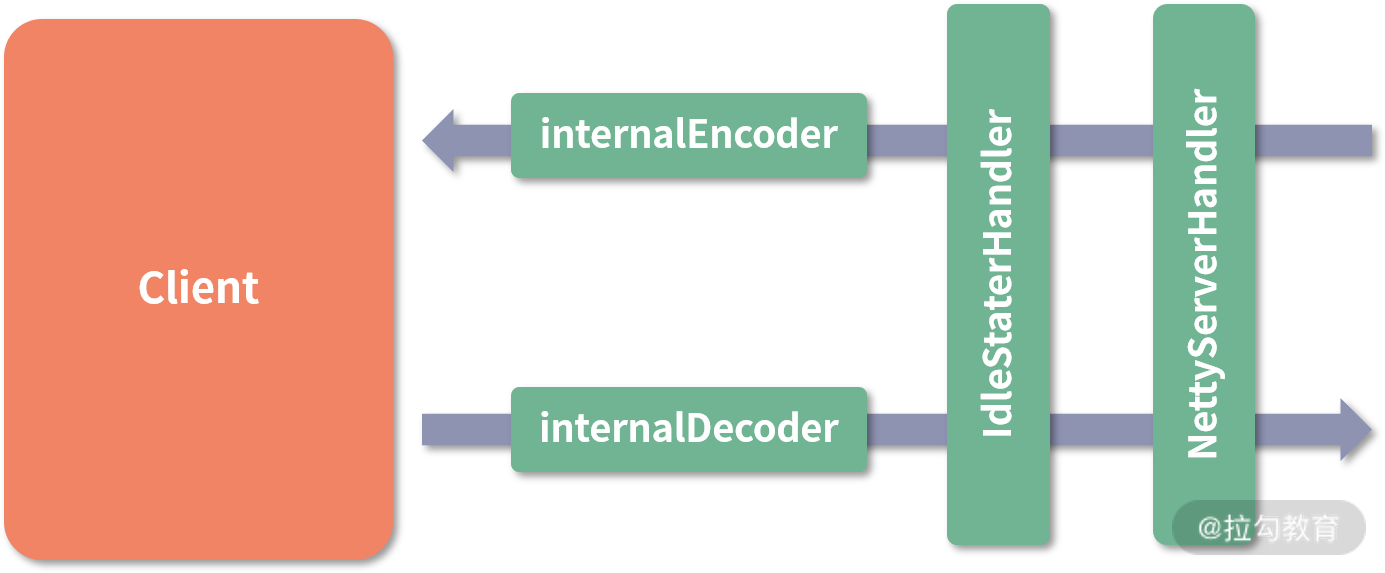 Client
internalEncoder
internalDecoder
IdleStaterHandler
NettyServerHandler
@拉勾教育